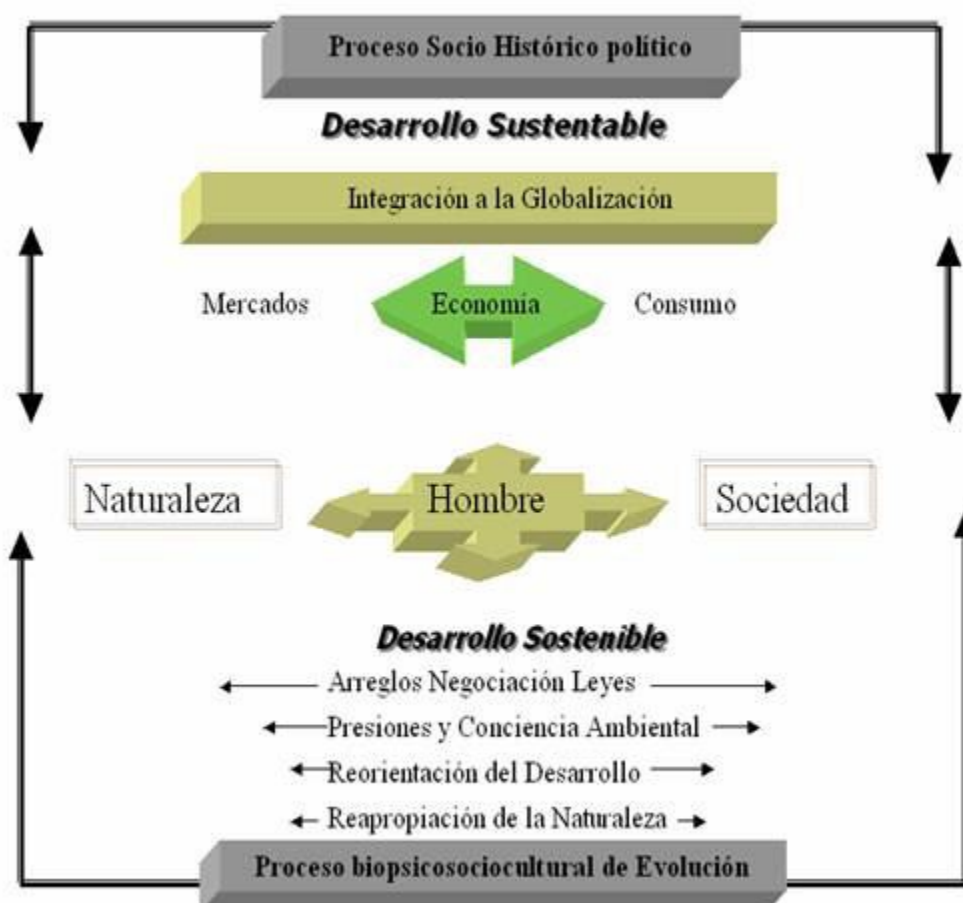 Proceso Socio Histórico político
Desarrollo Sustentable
Integración a la Globalización
Mercados
Economía
Consumo
Naturaleza
Hombre
Sociedad
Desarrollo Sostenible
Arreglos Negociación Leyes
Presiones y Conciencia Ambiental
Reorientación del Desarrollo
Reapropiación de la Naturaleza
Proceso biopsicosociocultural de Evolución